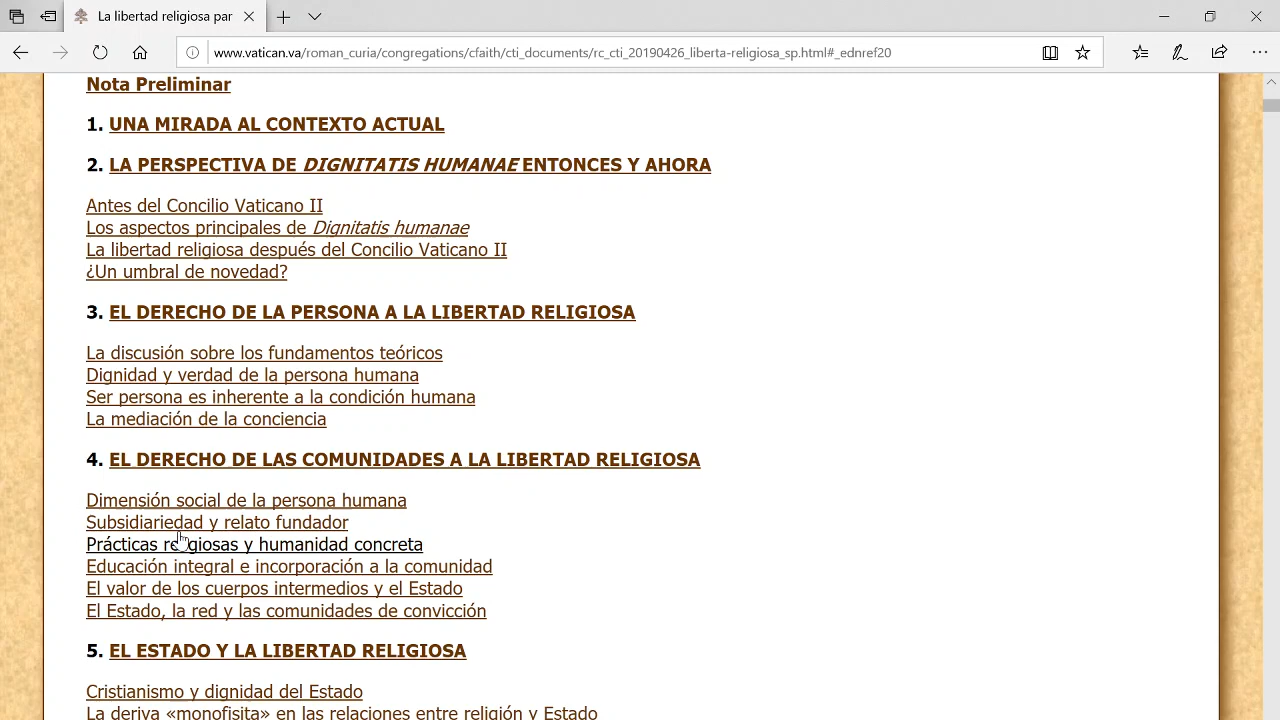 La libertad religiosa par
www.vatican.va/roman_curia/congregations/cfaith/cti_documents/rc_cti_20190426_liberta-religiosa_sp.html#_ednref20
Nota Preliminar
1. UNA MIRADA AL CONTEXTO ACTUAL
2. LA PERSPECTIVA DE DIGNITATIS HUMANAE ENTONCES Y AHORA
Antes del Concilio Vaticano II
Los aspectos principales de Dignitatis humanae
La libertad religiosa después del Concilio Vaticano II
¿Un umbral de novedad?
3. EL DERECHO DE LA PERSONA A LA LIBERTAD RELIGIOSA
La discusión sobre los fundamentos teóricos
Dignidad y verdad de la persona humana
Ser persona es inherente a la condición humana
La mediación de la conciencia
4. EL DERECHO DE LAS COMUNIDADES A LA LIBERTAD RELIGIOSA
Dimensión social de la persona humana
Subsidiariedad y relato fundador
Prácticas religiosas y humanidad concreta
Educación integral e incorporación a la comunidad
El valor de los cuerpos intermedios y el Estado
El Estado, la red y las comunidades de convicción
5. EL ESTADO Y LA LIBERTAD RELIGIOSA
Cristianismo y dignidad del Estado
La deriva «monofisita» en las relaciones entre religión y Estado